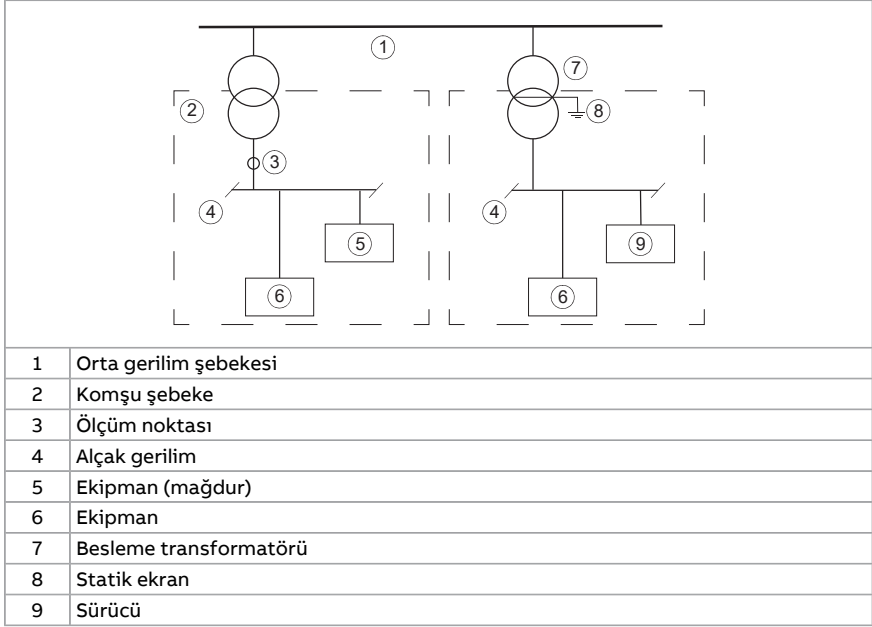 1
7
2
8
3
4
4
5
9
6
6
1 Orta gerilim şebekesi
2 Komşu şebeke
3 Ölçüm noktası
4 Alçak gerilim
5 Ekipman (mağdur)
6 Ekipman
7 Besleme transformatörü
8 Statik ekran
9 Sürücü